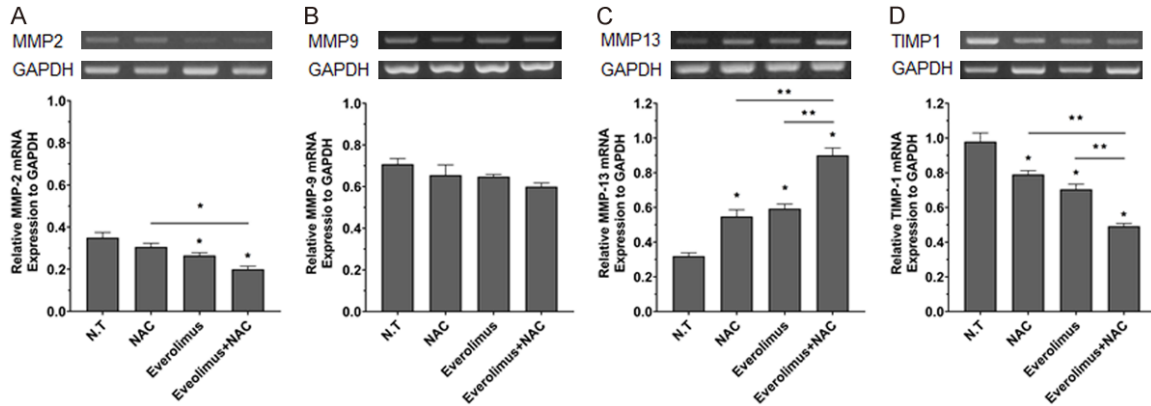 A
MMP2
GAPDH
Relative MMP-2 mRNA
Expressio to GAPDH
1.0
0.8
0.6
0.4
0.2
0.0
*
*
*
N.T
NAC
Everolimus
Eveolimus+NAC
B
MMP9
GAPDH
Relative MMP-9 mRNA
Expressio to GAPDH
1.0
0.8
0.6
0.4
0.2
0.0
N.T
NAC
Everolimus
Everolimus+NAC
C
MMP13
GAPDH
Relative MMP-13 mRNA
Expression to GAPDH
1.2
1.0
0.8
0.6
0.4
0.2
0.0
**
**
*
*
*
N.T
NAC
Everolimus
Everolimus+NAC
D
TIMP1
GAPDH
Relative TIMP-1 mRNA
Expression to GAPDH
1.2
1.0
0.8
0.6
0.4
0.2
0.0
**
**
*
*
*
N.T
NAC
Everolimus
Everolimus+NAC